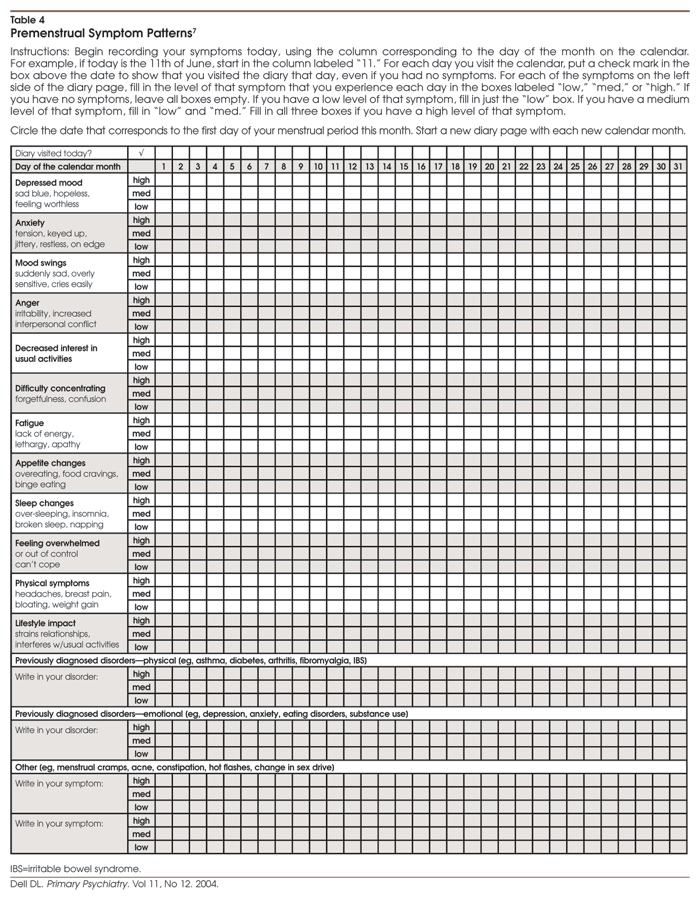 Table 4
Premenstrual Symptom Patterns⁷
Instructions: Begin recording your symptoms today, using the column corresponding to the day of the month on the calendar.
For example, if today is the 11th of June, start in the column labeled “11.” For each day you visit the calendar, put a check mark in the
box above the date to show that you visited the diary that day, even if you had no symptoms. For each of the symptoms on the left
side of the diary page, fill in the level of that symptom that you experience each day in the boxes labeled “low,” “med,” or “high.” If
you have no symptoms, leave all boxes empty. If you have a low level of that symptom, fill in just the “low” box. If you have a medium
level of that symptom, fill in “low” and “med.” Fill in all three boxes if you have a high level of that symptom.
Circle the date that corresponds to the first day of your menstrual period this month. Start a new diary page with each new calendar month.
Diary visited today? √
Day of the calendar month 1 2 3 4 5 6 7 8 9 10 11 12 13 14 15 16 17 18 19 20 21 22 23 24 25 26 27 28 29 30 31
Depressed mood high
sad blue, hopeless, med
feeling worthless low
Anxiety high
tension, keyed up, med
jittery, restless, on edge low
Mood swings high
suddenly sad, overly med
sensitive, cries easily low
Anger high
irritability, increased med
interpersonal conflict low
high
Decreased interest in med
usual activities low
high
Difficulty concentrating med
forgetfulness, confusion low
Fatigue high
lack of energy, med
lethargy, apathy low
Appetite changes high
overeating, food cravings, med
binge eating low
Sleep changes high
over-sleeping, insomnia, med
broken sleep, napping low
Feeling overwhelmed high
or out of control med
can’t cope low
Physical symptoms high
headaches, breast pain, med
bloating, weight gain low
Lifestyle impact high
strains relationships, med
interferes w/usual activities low
Previously diagnosed disorders—physical (eg, asthma, diabetes, arthritis, fibromyalgia, IBS)
Write in your disorder: high
med
low
Previously diagnosed disorders—emotional (eg, depression, anxiety, eating disorders, substance use)
Write in your disorder: high
med
low
Other (eg, menstrual cramps, acne, constipation, hot flashes, change in sex drive)
Write in your symptom: high
med
low
Write in your symptom: high
med
low
IBS=irritable bowel syndrome.
Dell DL. Primary Psychiatry. Vol 11, No 12. 2004.